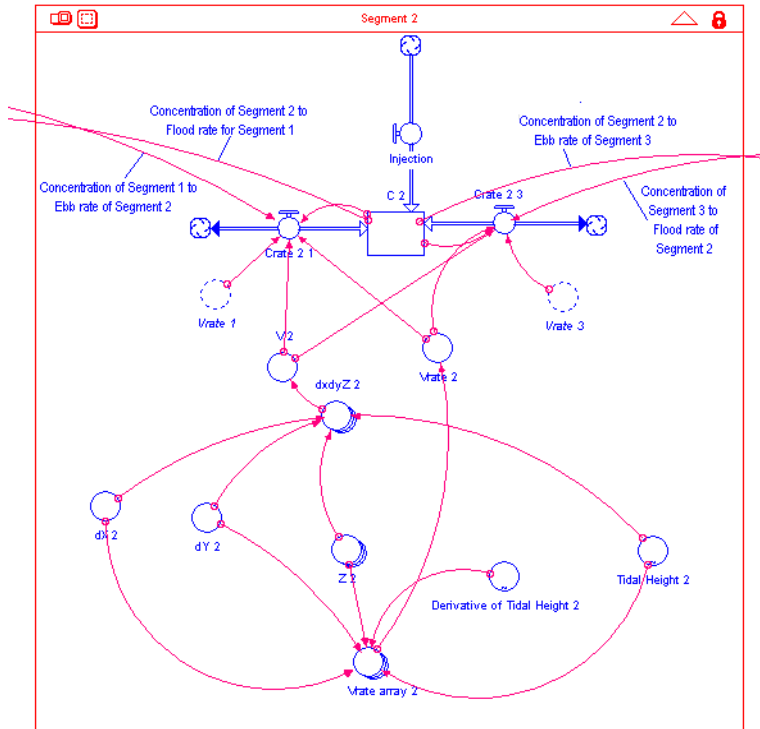 Segment 2
Concentration of Segment 2 to
Flood rate for Segment 1
Concentration of Segment 2 to
Ebb rate of Segment 3
Injection
Concentration of Segment 1 to
Ebb rate of Segment 2
C 2
Crate 2 3
Concentration of
Segment 3 to
Flood rate of
Segment 2
Crate 2 1
Vrate 1
Vrate 3
V 2
Vrate 2
dxdyZ 2
dX 2
dY 2
Z 2
Tidal Height 2
Derivative of Tidal Height 2
Vrate array 2